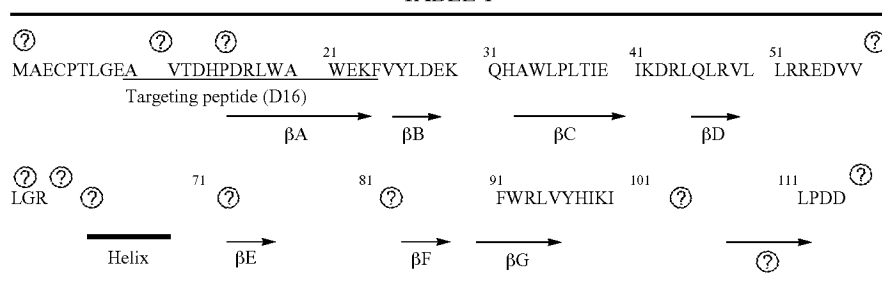 TABLE 1
?  ?  ?  21  31  41  51  ?
MAECPTLGEA  VTDHPDRLWA  WEKFVYLDEK  QHAWLPLTIE  IKDRLQLRVL  LRREDVV
Targeting peptide (D16)
βA  βB  βC  βD
?  ?  71  81  91  101  111  ?
LGR  ?  ?  ?  FWRLVYHIKI  ?  LPDD
Helix  βE  βF  βG  ?